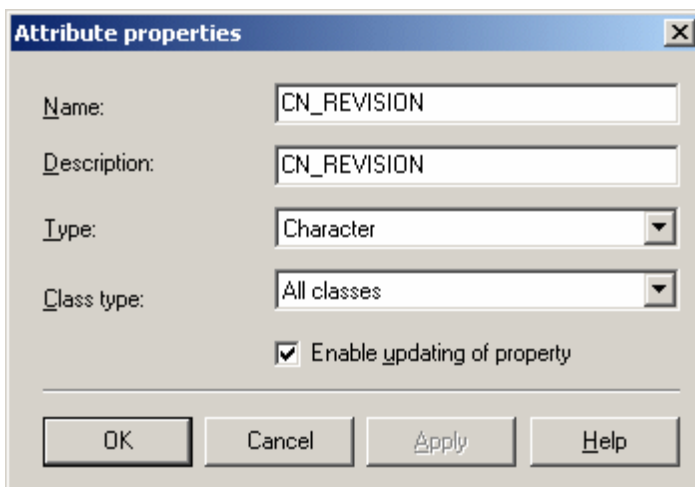 Attribute properties
Name: CN_REVISION
Description: CN_REVISION
Type: Character
Class type: All classes
Enable updating of property
OK Cancel Apply Help